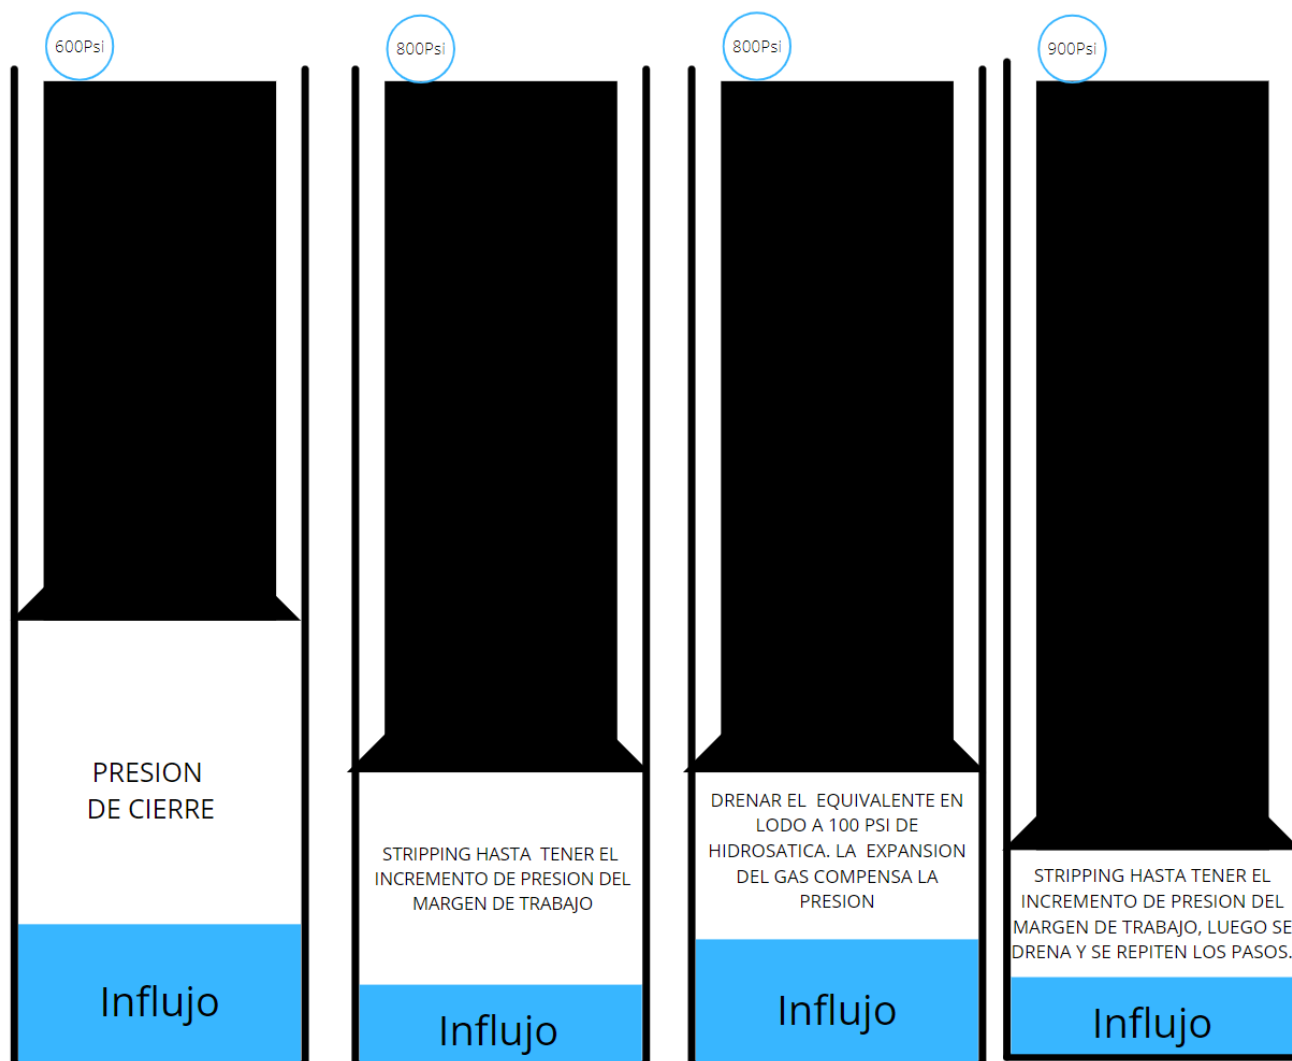 600Psi
800Psi
800Psi
900Psi
PRESION
DE CIERRE
Influjo
STRIPPING HASTA TENER EL
INCREMENTO DE PRESION DEL
MARGEN DE TRABAJO
Influjo
DRENAR EL EQUIVALENTE EN
LODO A 100 PSI DE
HIDROSATICA. LA EXPANSION
DEL GAS COMPENSA LA
PRESION
Influjo
STRIPPING HASTA TENER EL
INCREMENTO DE PRESION DEL
MARGEN DE TRABAJO, LUEGO SE
DRENA Y SE REPITEN LOS PASOS.
Influjo